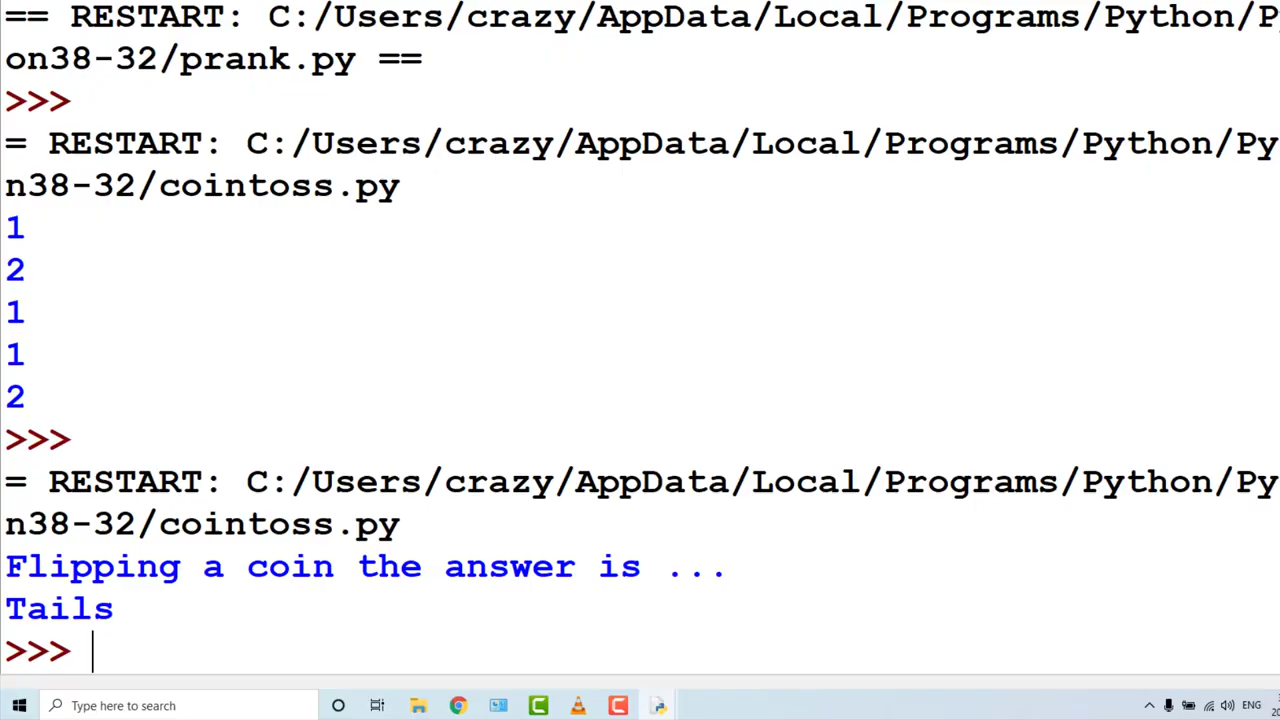 == RESTART: C:/Users/crazy/AppData/Local/Programs/Python/P
on38-32/prank.py ==
>>>
= RESTART: C:/Users/crazy/AppData/Local/Programs/Python/Py
n38-32/cointoss.py
1
2
1
1
2
>>>
= RESTART: C:/Users/crazy/AppData/Local/Programs/Python/Py
n38-32/cointoss.py
Flipping a coin the answer is ...
Tails
>>>
Type here to search
ENG